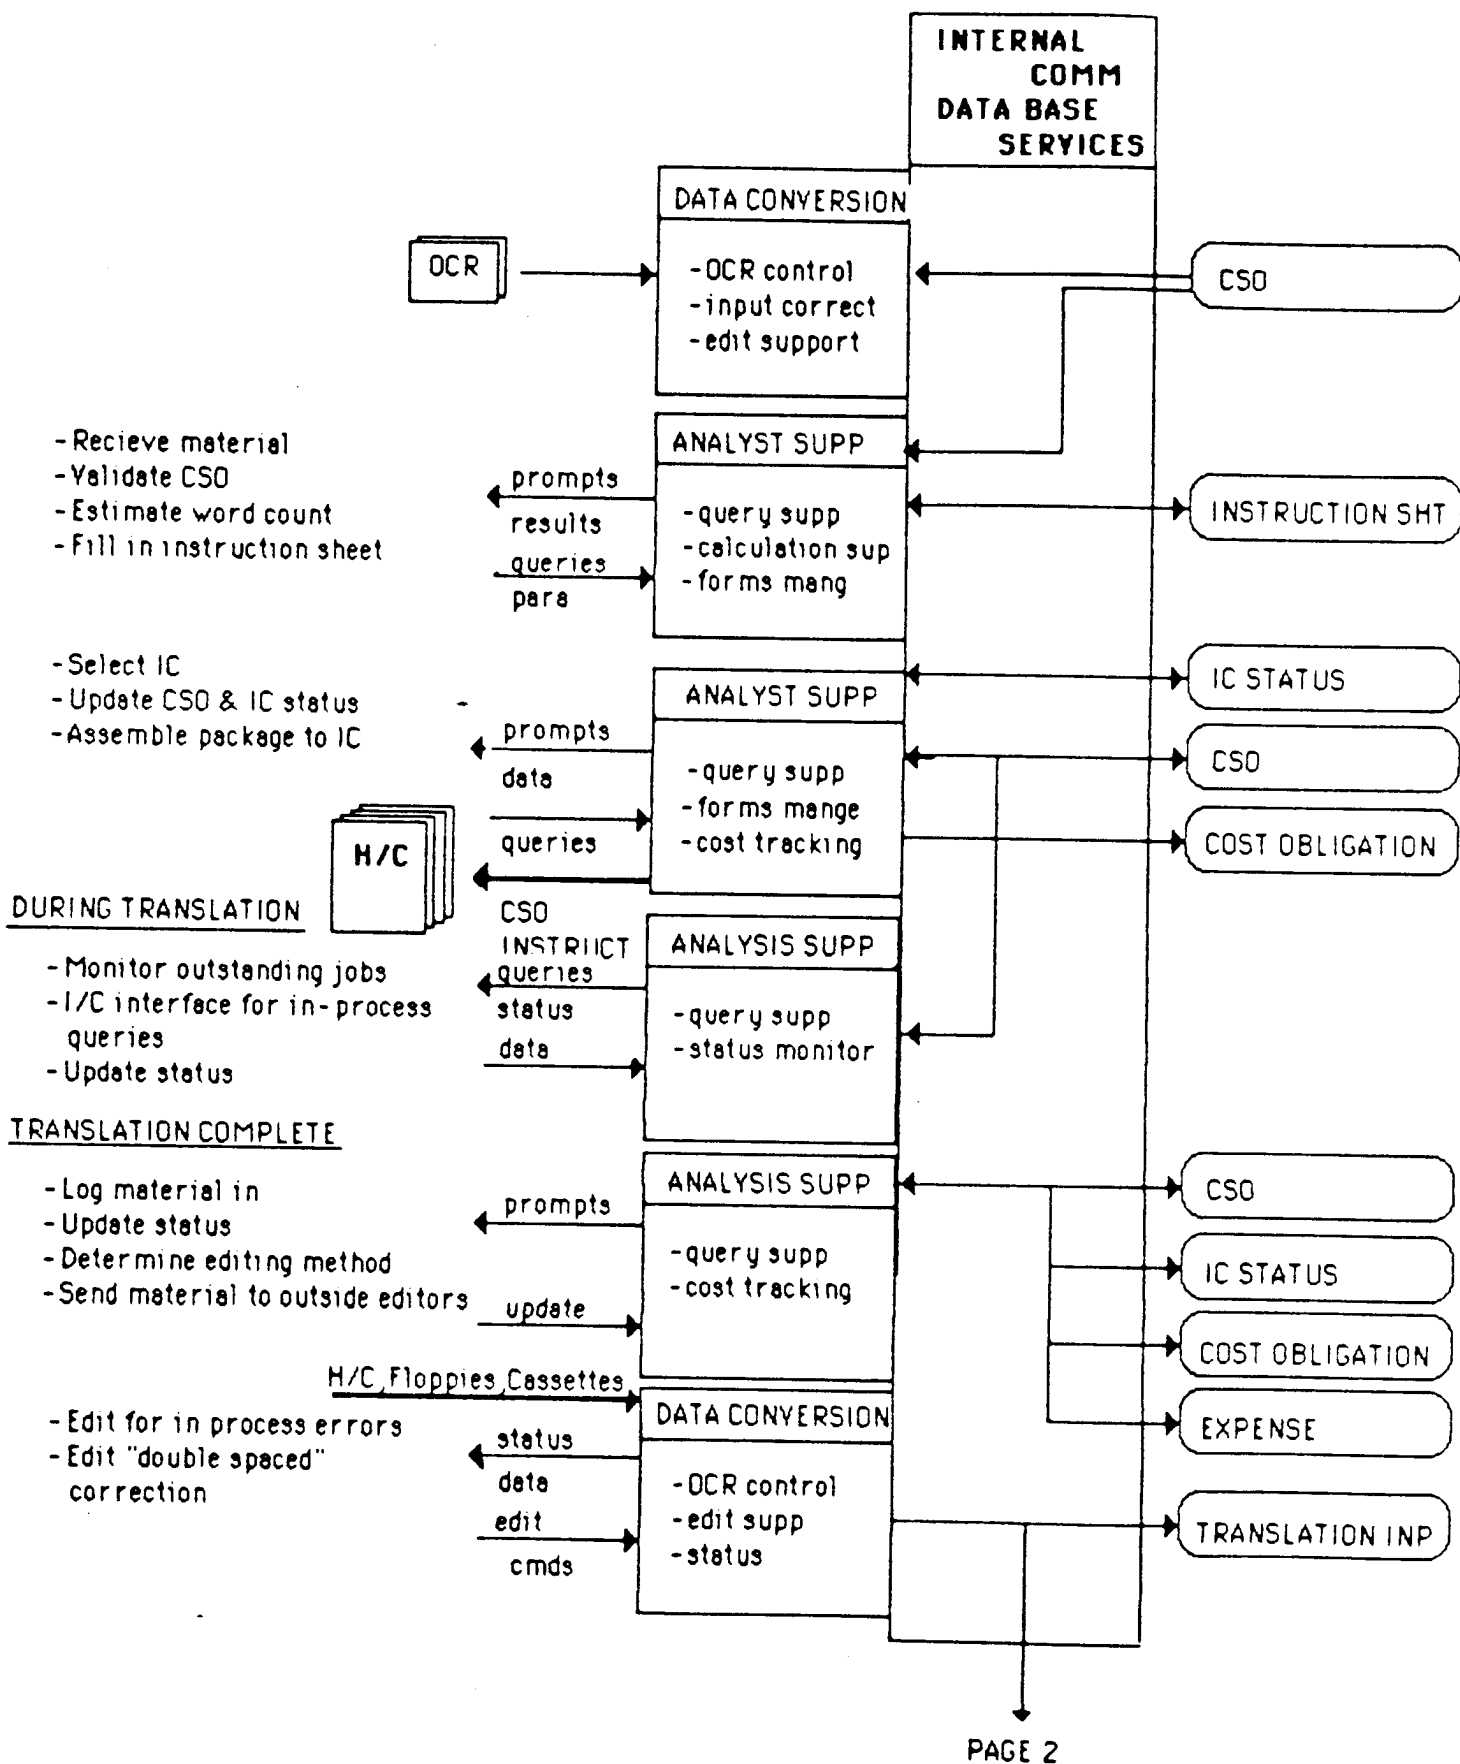 INTERNAL
COMM
DATA BASE
SERVICES
DATA CONVERSION
OCR
-OCR control
-input correct
-edit support
CSO
-Recieve material
-Validate CSO
-Estimate word count
-Fill in instruction sheet
prompts
results
queries
para
ANALYST SUPP
-query supp
-calculation sup
-forms mang
INSTRUCTION SHT
-Select IC
-Update CSO & IC status
-Assemble package to IC
prompts
data
queries
H/C
CSO
INSTRUCT
ANALYST SUPP
-query supp
-forms mange
-cost tracking
IC STATUS
CSO
COST OBLIGATION
DURING TRANSLATION
-Monitor outstanding jobs
-I/C interface for in-process
queries
-Update status
queries
status
data
ANALYSIS SUPP
-query supp
-status monitor
TRANSLATION COMPLETE
-Log material in
-Update status
-Determine editing method
-Send material to outside editors
prompts
update
ANALYSIS SUPP
-query supp
-cost tracking
CSO
IC STATUS
COST OBLIGATION
EXPENSE
H/C,Floppies,Cassettes
-Edit for in process errors
-Edit "double spaced"
correction
status
data
edit
cmds
DATA CONVERSION
-OCR control
-edit supp
-status
TRANSLATION INP
PAGE 2